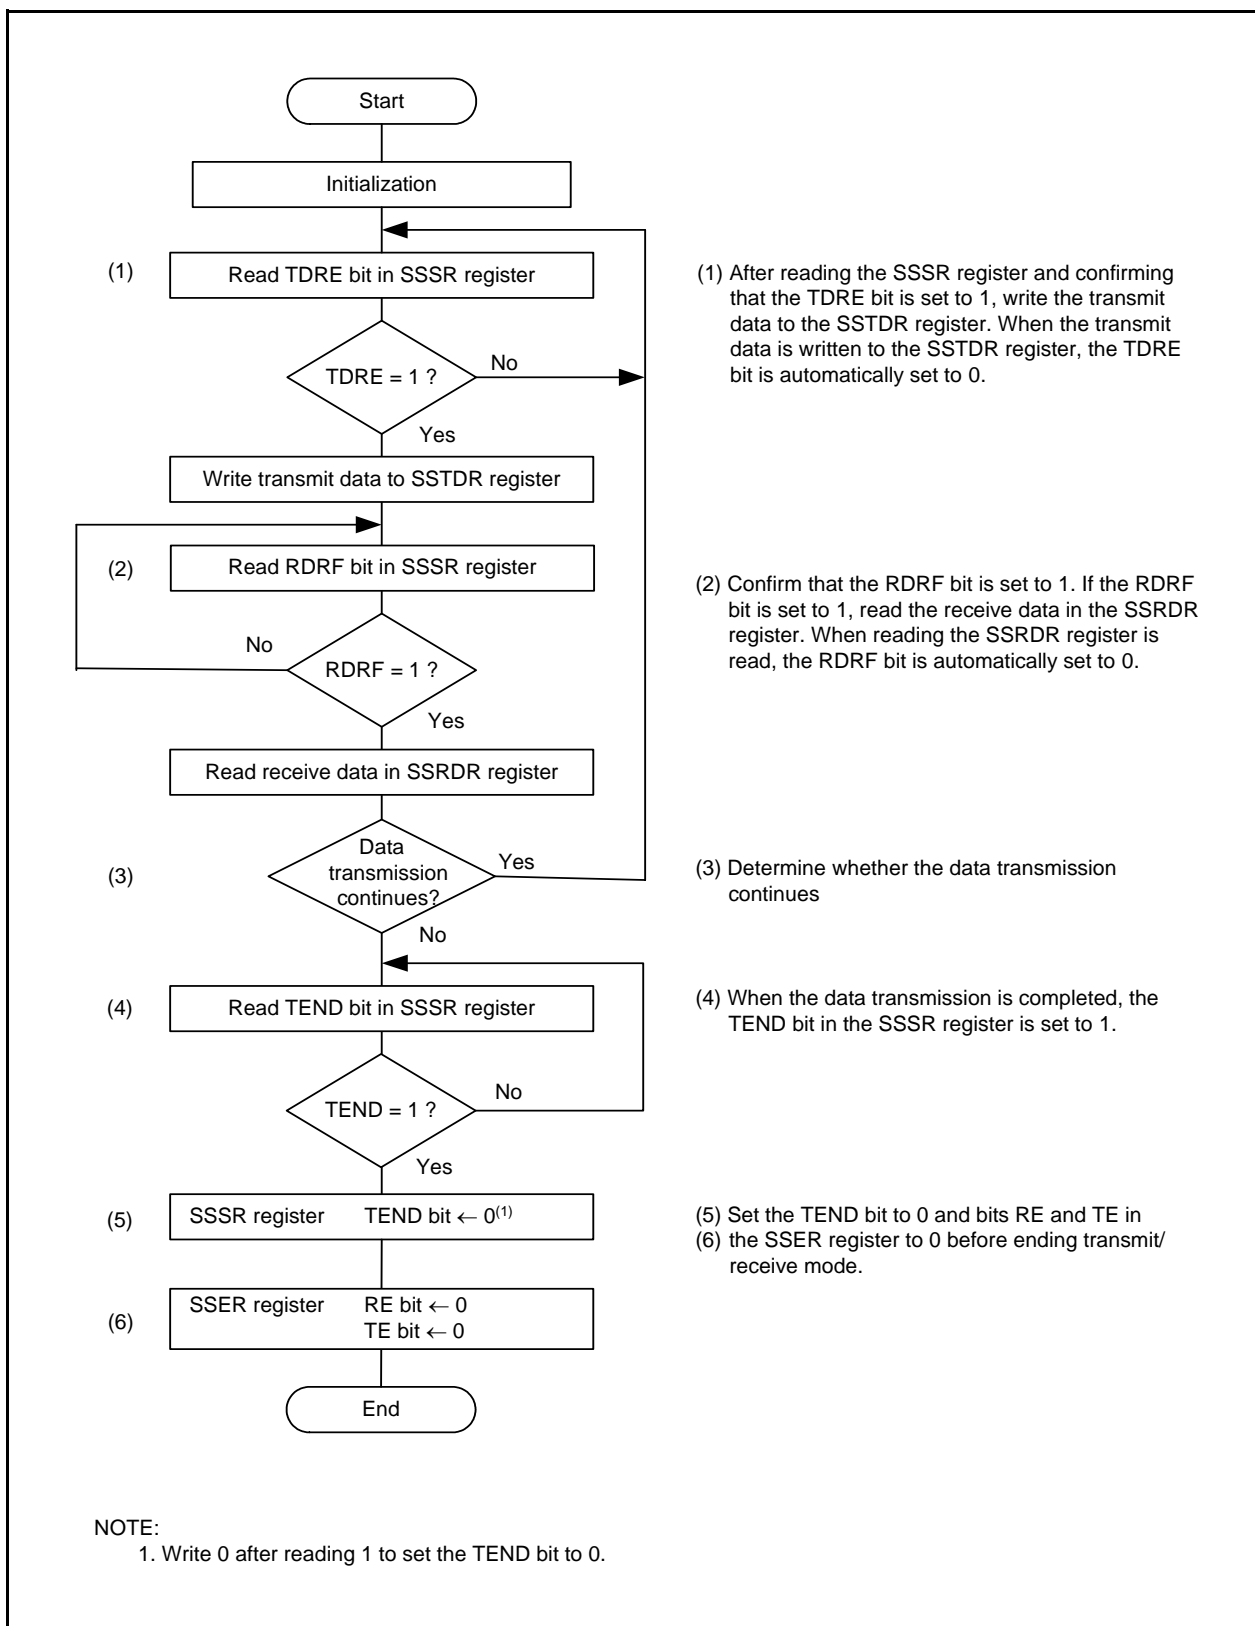 Start
Initialization
(1)
Read TDRE bit in SSSR register
(1) After reading the SSSR register and confirming
that the TDRE bit is set to 1, write the transmit
data to the SSTDR register. When the transmit
data is written to the SSTDR register, the TDRE
bit is automatically set to 0.
TDRE = 1 ?
No
Yes
Write transmit data to SSTDR register
(2)
Read RDRF bit in SSSR register
(2) Confirm that the RDRF bit is set to 1. If the RDRF
bit is set to 1, read the receive data in the SSRDR
register. When reading the SSRDR register is
read, the RDRF bit is automatically set to 0.
No
RDRF = 1 ?
Yes
Read receive data in SSRDR register
(3)
Data
transmission
continues?
Yes
(3) Determine whether the data transmission
continues
No
(4)
Read TEND bit in SSSR register
(4) When the data transmission is completed, the
TEND bit in the SSSR register is set to 1.
TEND = 1 ?
No
Yes
(5)
SSSR register TEND bit ← 0(1)
(5) Set the TEND bit to 0 and bits RE and TE in
(6) the SSER register to 0 before ending transmit/
receive mode.
(6)
SSER register RE bit ← 0
TE bit ← 0
End
NOTE:
1. Write 0 after reading 1 to set the TEND bit to 0.